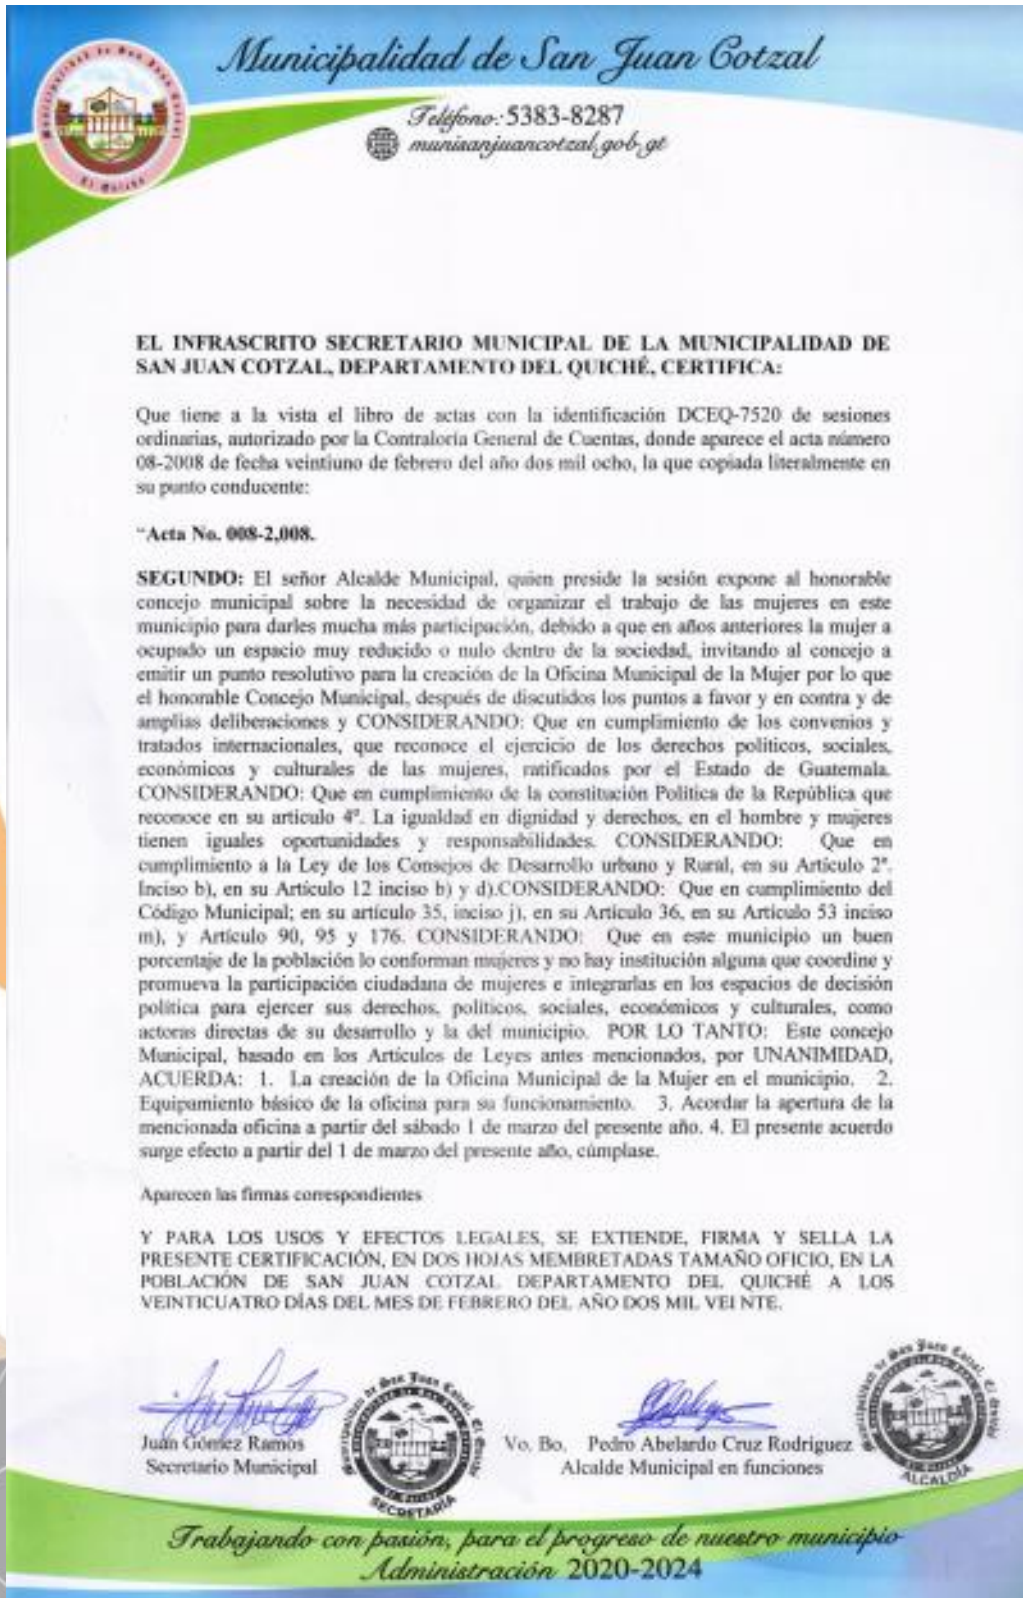 Municipalidad de San Juan Cotzal
Teléfono: 5383-8287
munisanjuancotzal.gob.gt
Municipalidad de San Juan Cotzal
El Quiché
EL INFRASCRITO SECRETARIO MUNICIPAL DE LA MUNICIPALIDAD DE
SAN JUAN COTZAL, DEPARTAMENTO DEL QUICHÉ, CERTIFICA:
Que tiene a la vista el libro de actas con la identificación DCEQ-7520 de sesiones
ordinarias, autorizado por la Contraloría General de Cuentas, donde aparece el acta número
08-2008 de fecha veintiuno de febrero del año dos mil ocho, la que copiada literalmente en
su punto conducente:
"Acta No. 008-2,008.
SEGUNDO: El señor Alcalde Municipal, quien preside la sesión expone al honorable
concejo municipal sobre la necesidad de organizar el trabajo de las mujeres en este
municipio para darles mucha más participación, debido a que en años anteriores la mujer a
ocupado un espacio muy reducido o nulo dentro de la sociedad, invitando al concejo a
emitir un punto resolutivo para la creación de la Oficina Municipal de la Mujer por lo que
el honorable Concejo Municipal, después de discutidos los puntos a favor y en contra y de
amplias deliberaciones y CONSIDERANDO: Que en cumplimiento de los convenios y
tratados internacionales, que reconoce el ejercicio de los derechos políticos, sociales,
económicos y culturales de las mujeres, ratificados por el Estado de Guatemala.
CONSIDERANDO: Que en cumplimiento de la constitución Política de la República que
reconoce en su artículo 4º. La igualdad en dignidad y derechos, en el hombre y mujeres
tienen iguales oportunidades y responsabilidades. CONSIDERANDO: Que en
cumplimiento a la Ley de los Consejos de Desarrollo urbano y Rural, en su Artículo 2º.
Inciso b), en su Artículo 12 inciso b) y d).CONSIDERANDO: Que en cumplimiento del
Código Municipal; en su artículo 35, inciso j), en su Artículo 36, en su Artículo 53 inciso
m), y Artículo 90, 95 y 176. CONSIDERANDO: Que en este municipio un buen
porcentaje de la población lo conforman mujeres y no hay institución alguna que coordine y
promueva la participación ciudadana de mujeres e integrarlas en los espacios de decisión
política para ejercer sus derechos, políticos, sociales, económicos y culturales, como
actoras directas de su desarrollo y la del municipio. POR LO TANTO: Este concejo
Municipal, basado en los Artículos de Leyes antes mencionados, por UNANIMIDAD,
ACUERDA: 1. La creación de la Oficina Municipal de la Mujer en el municipio. 2.
Equipamiento básico de la oficina para su funcionamiento. 3. Acordar la apertura de la
mencionada oficina a partir del sábado 1 de marzo del presente año. 4. El presente acuerdo
surge efecto a partir del 1 de marzo del presente año, cúmplase.
Aparecen las firmas correspondientes
Y PARA LOS USOS Y EFECTOS LEGALES, SE EXTIENDE, FIRMA Y SELLA LA
PRESENTE CERTIFICACIÓN, EN DOS HOJAS MEMBRETADAS TAMAÑO OFICIO, EN LA
POBLACIÓN DE SAN JUAN COTZAL DEPARTAMENTO DEL QUICHÉ A LOS
VEINTICUATRO DÍAS DEL MES DE FEBRERO DEL AÑO DOS MIL VEI NTE.
Juan Gómez Ramos
Secretario Municipal
Municipalidad de San Juan Cotzal, El Quiché
SECRETARÍA
Vo. Bo. Pedro Abelardo Cruz Rodríguez
Alcalde Municipal en funciones
Municipalidad de San Juan Cotzal, El Quiché
ALCALDÍA
Trabajando con pasión, para el progreso de nuestro municipio
Administración 2020-2024